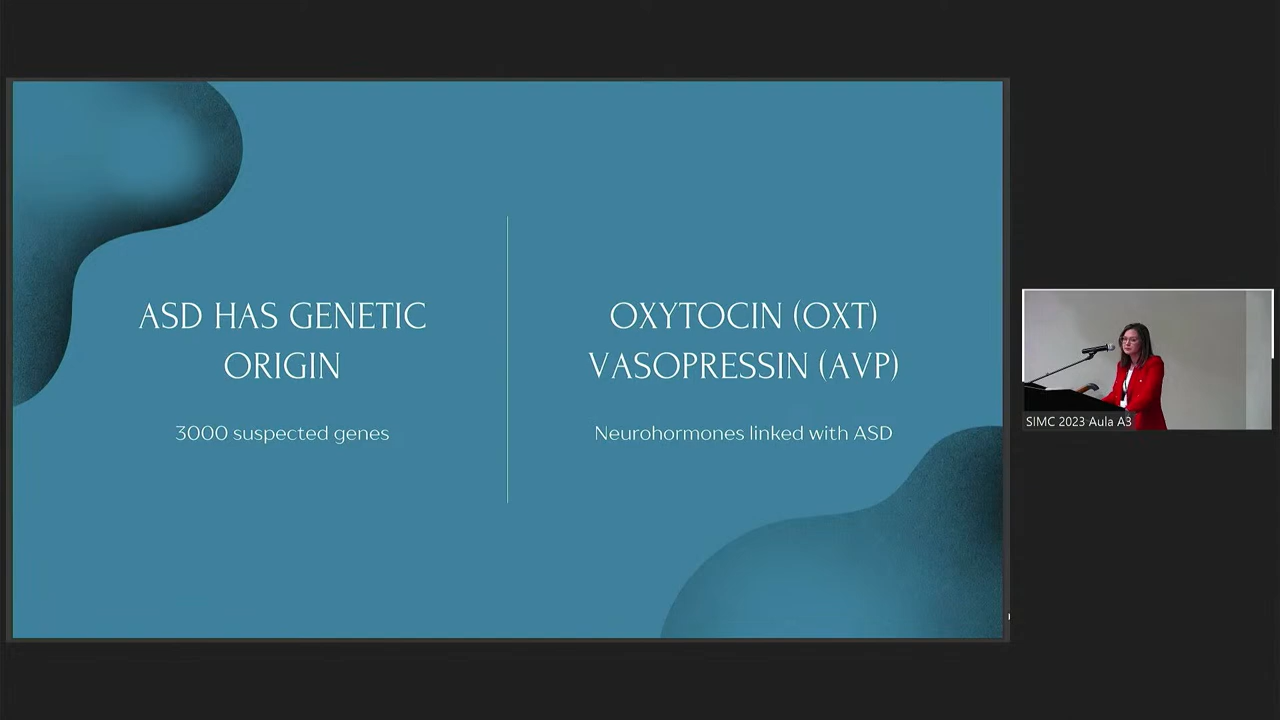 ASD HAS GENETIC
ORIGIN
3000 suspected genes
OXYTOCIN (OXT)
VASOPRESSIN (AVP)
Neurohormones linked with ASD
SIMC 2023 Aula A3